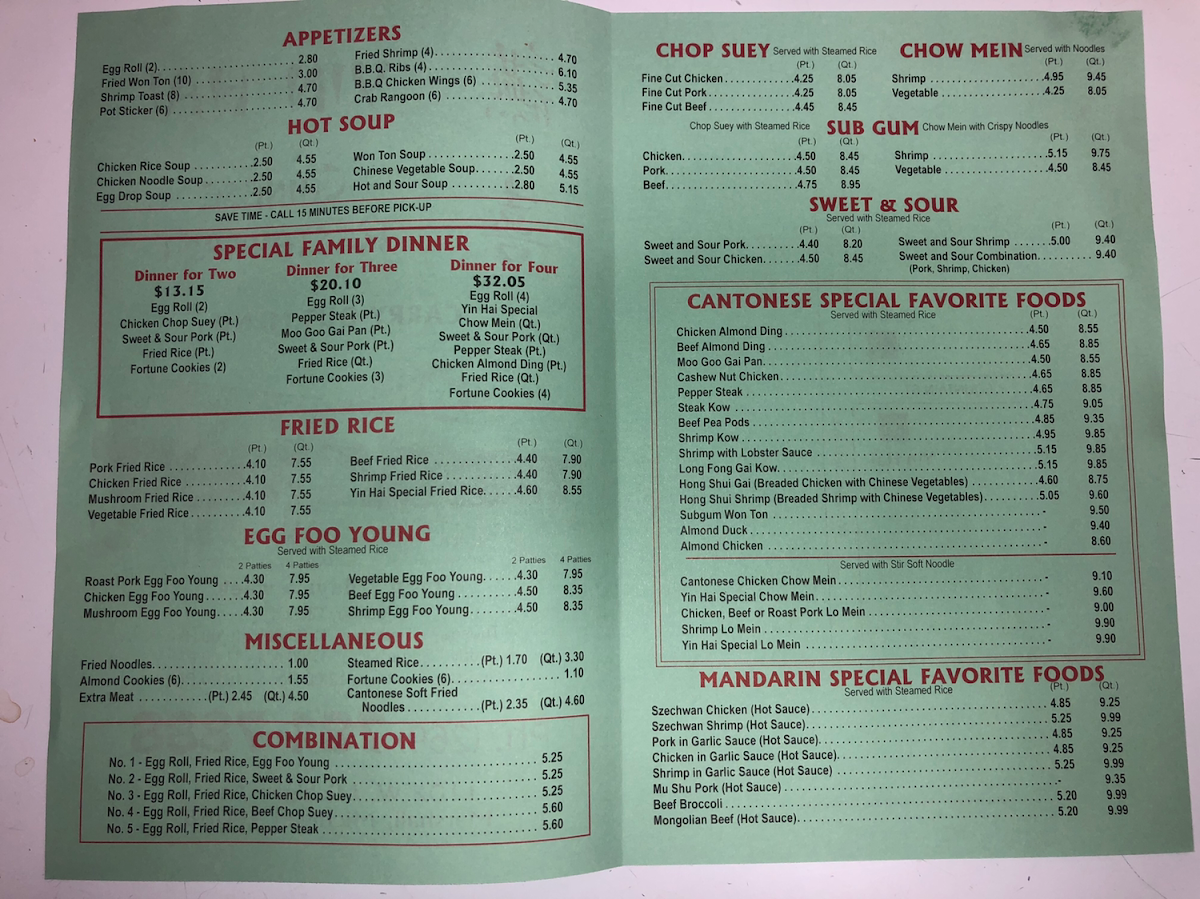 APPETIZERS
Egg Roll (2) 2.80
Fried Won Ton (10) 3.00
Shrimp Toast (8) 4.70
Pot Sticker (6) 4.70
Fried Shrimp (4) 4.70
B.B.Q. Ribs (4) 6.10
B.B.Q Chicken Wings (6) 5.35
Crab Rangoon (6) 4.70
HOT SOUP
(Pt.) (Qt.)
Chicken Rice Soup 2.50 4.55
Chicken Noodle Soup 2.50 4.55
Egg Drop Soup 2.50 4.55
(Pt.) (Qt.)
Won Ton Soup 2.50 4.55
Chinese Vegetable Soup 2.50 4.55
Hot and Sour Soup 2.80 5.15
SAVE TIME - CALL 15 MINUTES BEFORE PICK-UP
SPECIAL FAMILY DINNER
Dinner for Two
$13.15
Egg Roll (2)
Chicken Chop Suey (Pt.)
Sweet & Sour Pork (Pt.)
Fried Rice (Pt.)
Fortune Cookies (2)
Dinner for Three
$20.10
Egg Roll (3)
Pepper Steak (Pt.)
Moo Goo Gai Pan (Pt.)
Sweet & Sour Pork (Pt.)
Fried Rice (Qt.)
Fortune Cookies (3)
Dinner for Four
$32.05
Egg Roll (4)
Yin Hai Special
Chow Mein (Qt.)
Sweet & Sour Pork (Qt.)
Pepper Steak (Pt.)
Chicken Almond Ding (Pt.)
Fried Rice (Qt.)
Fortune Cookies (4)
FRIED RICE
(Pt.) (Qt.)
Pork Fried Rice 4.10 7.55
Chicken Fried Rice 4.10 7.55
Mushroom Fried Rice 4.10 7.55
Vegetable Fried Rice 4.10 7.55
(Pt.) (Qt.)
Beef Fried Rice 4.40 7.90
Shrimp Fried Rice 4.40 7.90
Yin Hai Special Fried Rice 4.60 8.55
EGG FOO YOUNG
Served with Steamed Rice
2 Patties 4 Patties
Roast Pork Egg Foo Young 4.30 7.95
Chicken Egg Foo Young 4.30 7.95
Mushroom Egg Foo Young 4.30 7.95
2 Patties 4 Patties
Vegetable Egg Foo Young 4.30 7.95
Beef Egg Foo Young 4.50 8.35
Shrimp Egg Foo Young 4.50 8.35
MISCELLANEOUS
Fried Noodles 1.00
Almond Cookies (6) 1.55
Extra Meat (Pt.) 2.45 (Qt.) 4.50
Steamed Rice (Pt.) 1.70 (Qt.) 3.30
Fortune Cookies (6) 1.10
Cantonese Soft Fried
Noodles (Pt.) 2.35 (Qt.) 4.60
COMBINATION
No. 1 - Egg Roll, Fried Rice, Egg Foo Young 5.25
No. 2 - Egg Roll, Fried Rice, Sweet & Sour Pork 5.25
No. 3 - Egg Roll, Fried Rice, Chicken Chop Suey 5.25
No. 4 - Egg Roll, Fried Rice, Beef Chop Suey 5.60
No. 5 - Egg Roll, Fried Rice, Pepper Steak 5.60
CHOP SUEY Served with Steamed Rice
(Pt.) (Qt.)
Fine Cut Chicken 4.25 8.05
Fine Cut Pork 4.25 8.05
Fine Cut Beef 4.45 8.45
CHOW MEIN Served with Noodles
(Pt.) (Qt.)
Shrimp 4.95 9.45
Vegetable 4.25 8.05
Chop Suey with Steamed Rice SUB GUM Chow Mein with Crispy Noodles
(Pt.) (Qt.)
Chicken 4.50 8.45
Pork 4.50 8.45
Beef 4.75 8.95
(Pt.) (Qt.)
Shrimp 5.15 9.75
Vegetable 4.50 8.45
SWEET & SOUR
Served with Steamed Rice
(Pt.) (Qt.)
Sweet and Sour Pork 4.40 8.20
Sweet and Sour Chicken 4.50 8.45
(Pt.) (Qt.)
Sweet and Sour Shrimp 5.00 9.40
Sweet and Sour Combination 9.40
(Pork, Shrimp, Chicken)
CANTONESE SPECIAL FAVORITE FOODS
Served with Steamed Rice (Pt.) (Qt.)
Chicken Almond Ding 4.50 8.55
Beef Almond Ding 4.65 8.85
Moo Goo Gai Pan 4.50 8.55
Cashew Nut Chicken 4.65 8.85
Pepper Steak 4.65 8.85
Steak Kow 4.75 9.05
Beef Pea Pods 4.85 9.35
Shrimp Kow 4.95 9.85
Shrimp with Lobster Sauce 5.15 9.85
Long Fong Gai Kow 5.15 9.85
Hong Shui Gai (Breaded Chicken with Chinese Vegetables) 4.60 8.75
Hong Shui Shrimp (Breaded Shrimp with Chinese Vegetables) 5.05 9.60
Subgum Won Ton - 9.50
Almond Duck - 9.40
Almond Chicken - 8.60
Served with Stir Soft Noodle
Cantonese Chicken Chow Mein - 9.10
Yin Hai Special Chow Mein - 9.60
Chicken, Beef or Roast Pork Lo Mein - 9.00
Shrimp Lo Mein - 9.90
Yin Hai Special Lo Mein - 9.90
MANDARIN SPECIAL FAVORITE FOODS
Served with Steamed Rice (Pt.) (Qt.)
Szechwan Chicken (Hot Sauce) 4.85 9.25
Szechwan Shrimp (Hot Sauce) 5.25 9.99
Pork in Garlic Sauce (Hot Sauce) 4.85 9.25
Chicken in Garlic Sauce (Hot Sauce) 4.85 9.25
Shrimp in Garlic Sauce (Hot Sauce) 5.25 9.99
Mu Shu Pork (Hot Sauce) - 9.35
Beef Broccoli 5.20 9.99
Mongolian Beef (Hot Sauce) 5.20 9.99